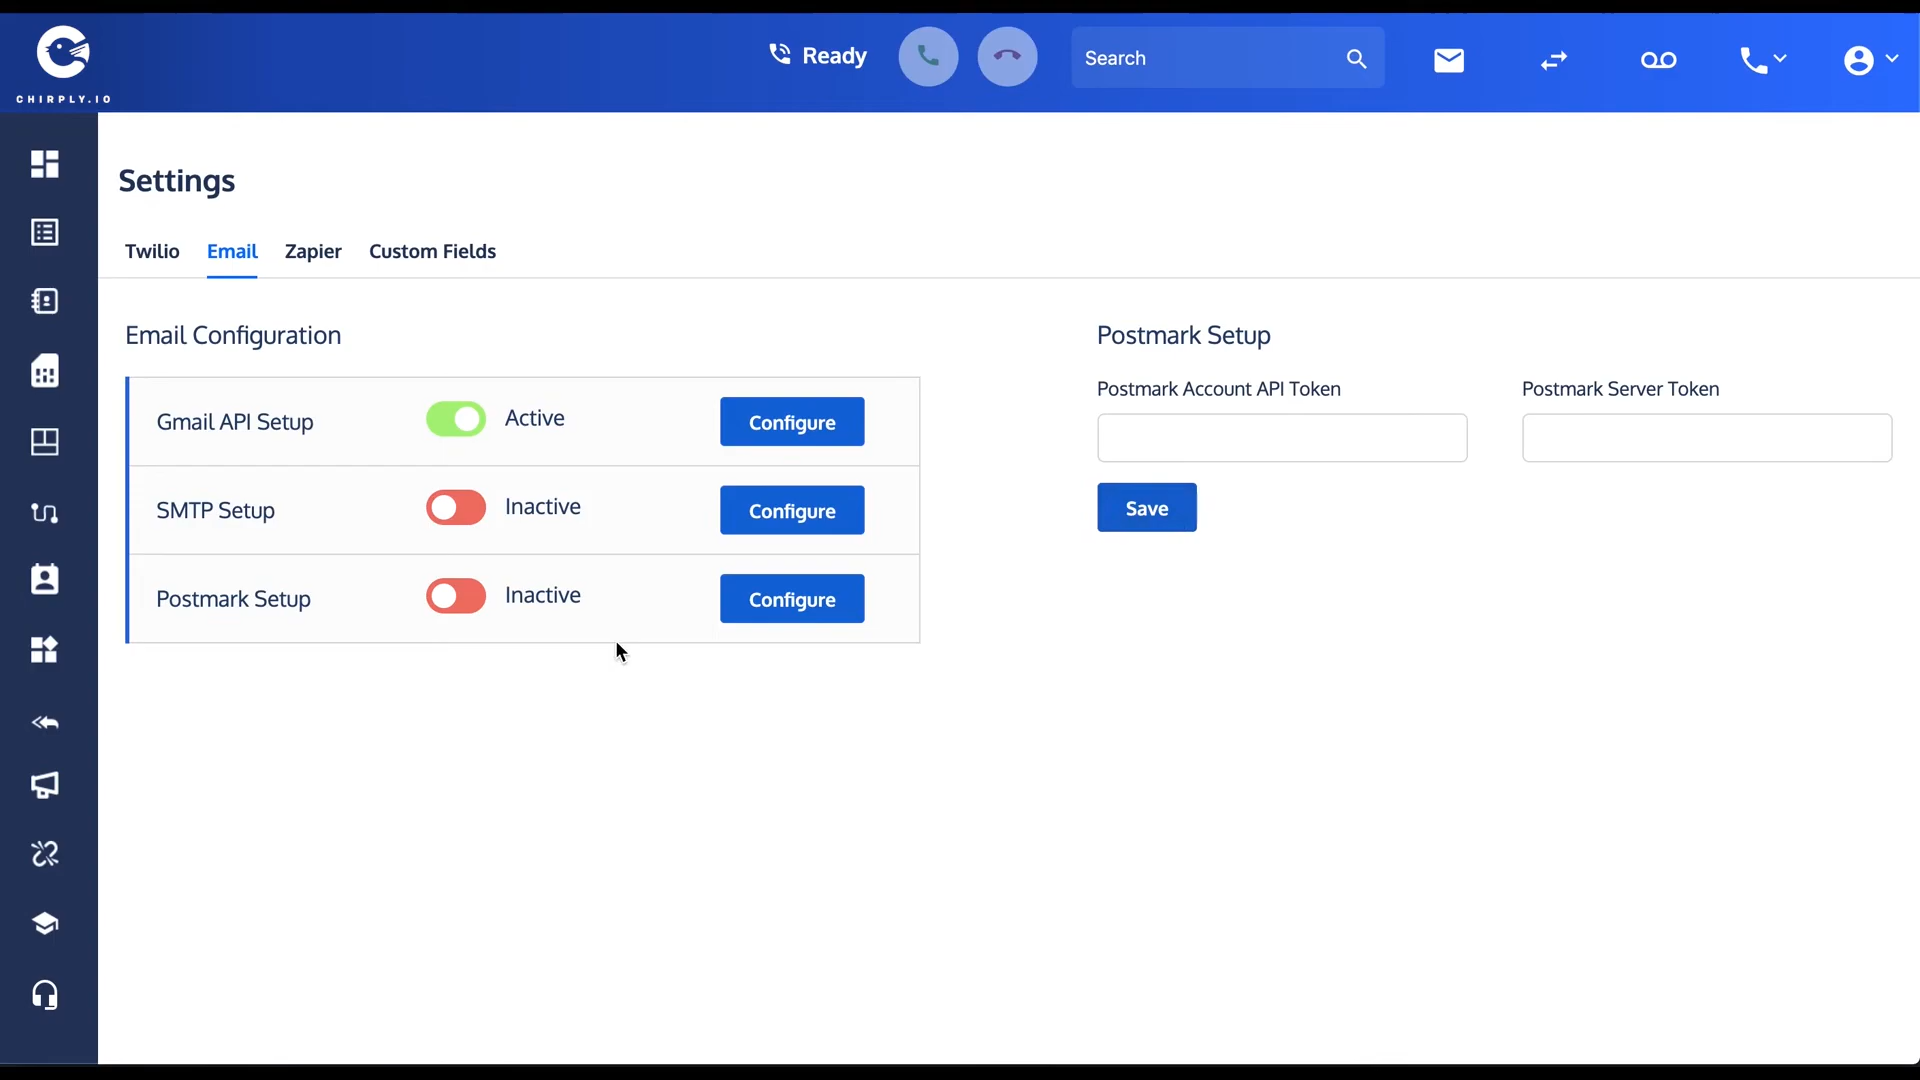 CHIRPLY.IO
Ready
Search
Settings
Twilio Email Zapier Custom Fields
Email Configuration
Gmail API Setup Active Configure
SMTP Setup Inactive Configure
Postmark Setup Inactive Configure
Postmark Setup
Postmark Account API Token Postmark Server Token
Save